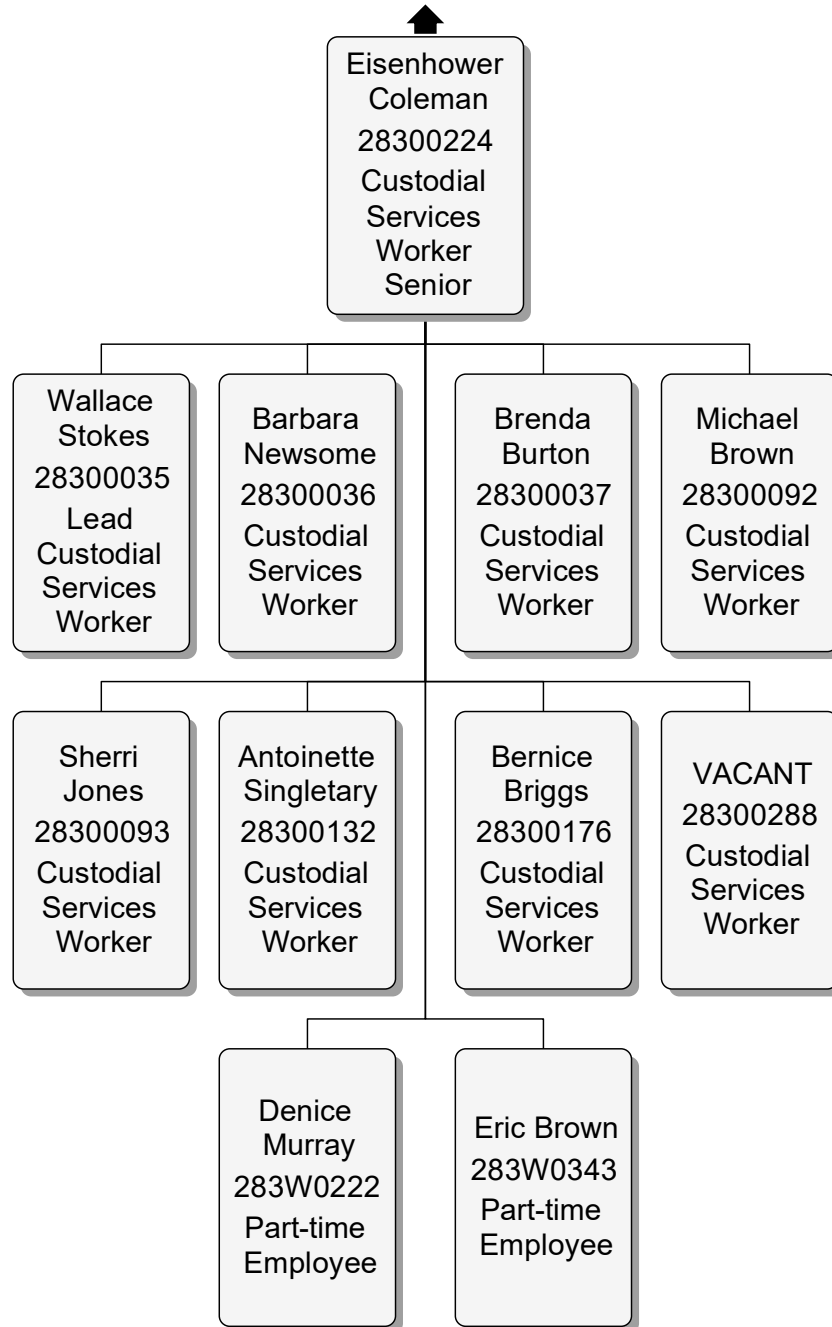 Eisenhower
Coleman
28300224
Custodial
Services
Worker
Senior
Wallace
Stokes
28300035
Lead
Custodial
Services
Worker
Barbara
Newsome
28300036
Custodial
Services
Worker
Brenda
Burton
28300037
Custodial
Services
Worker
Michael
Brown
28300092
Custodial
Services
Worker
Sherri
Jones
28300093
Custodial
Services
Worker
Antoinette
Singletary
28300132
Custodial
Services
Worker
Bernice
Briggs
28300176
Custodial
Services
Worker
VACANT
28300288
Custodial
Services
Worker
Denice
Murray
283W0222
Part-time
Employee
Eric Brown
283W0343
Part-time
Employee